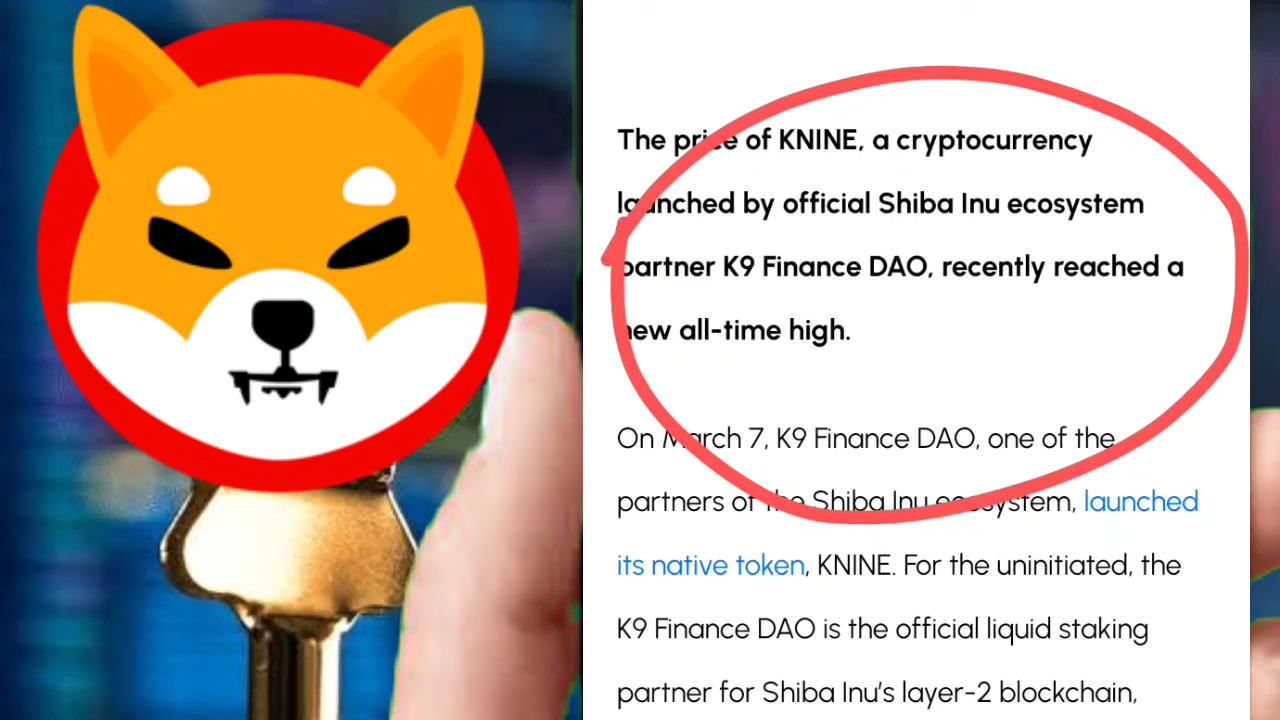 The price of KNINE, a cryptocurrency
launched by official Shiba Inu ecosystem
partner K9 Finance DAO, recently reached a
new all-time high.
On March 7, K9 Finance DAO, one of the
partners of the Shiba Inu ecosystem, launched
its native token, KNINE. For the uninitiated, the
K9 Finance DAO is the official liquid staking
partner for Shiba Inu's layer-2 blockchain,